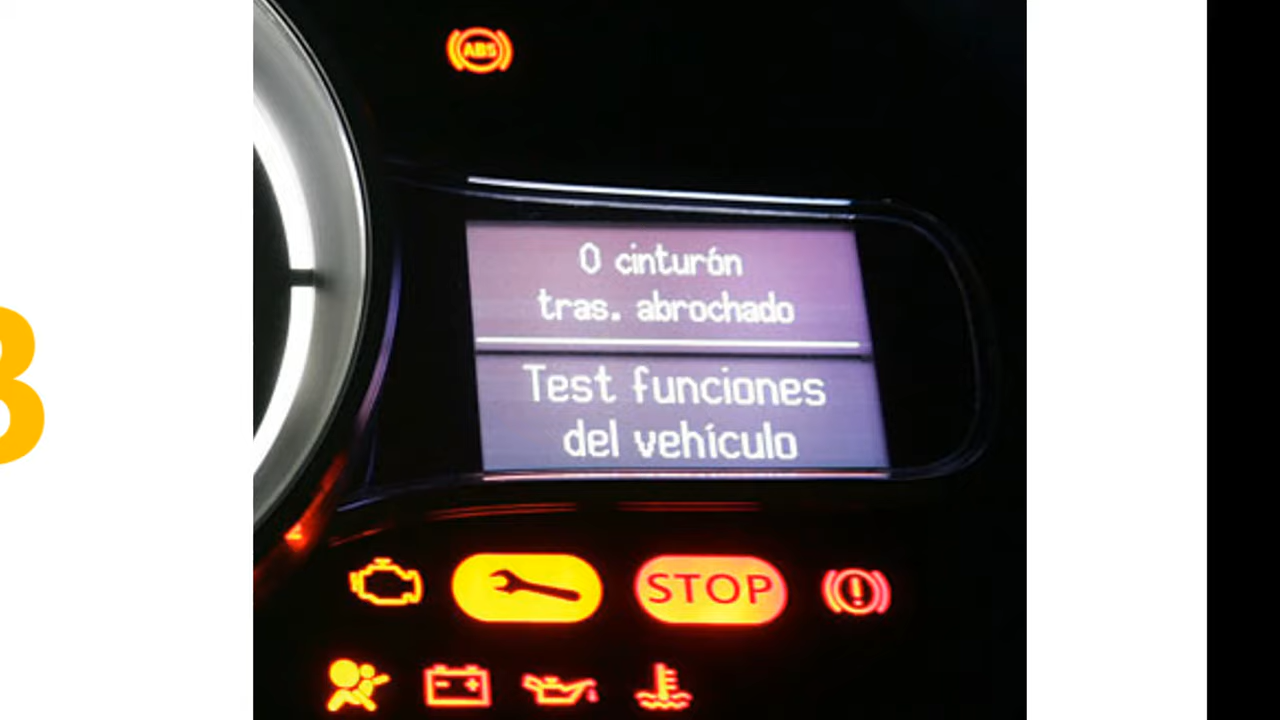 ABS
0 cinturón
tras. abrochado
Test funciones
del vehículo
STOP